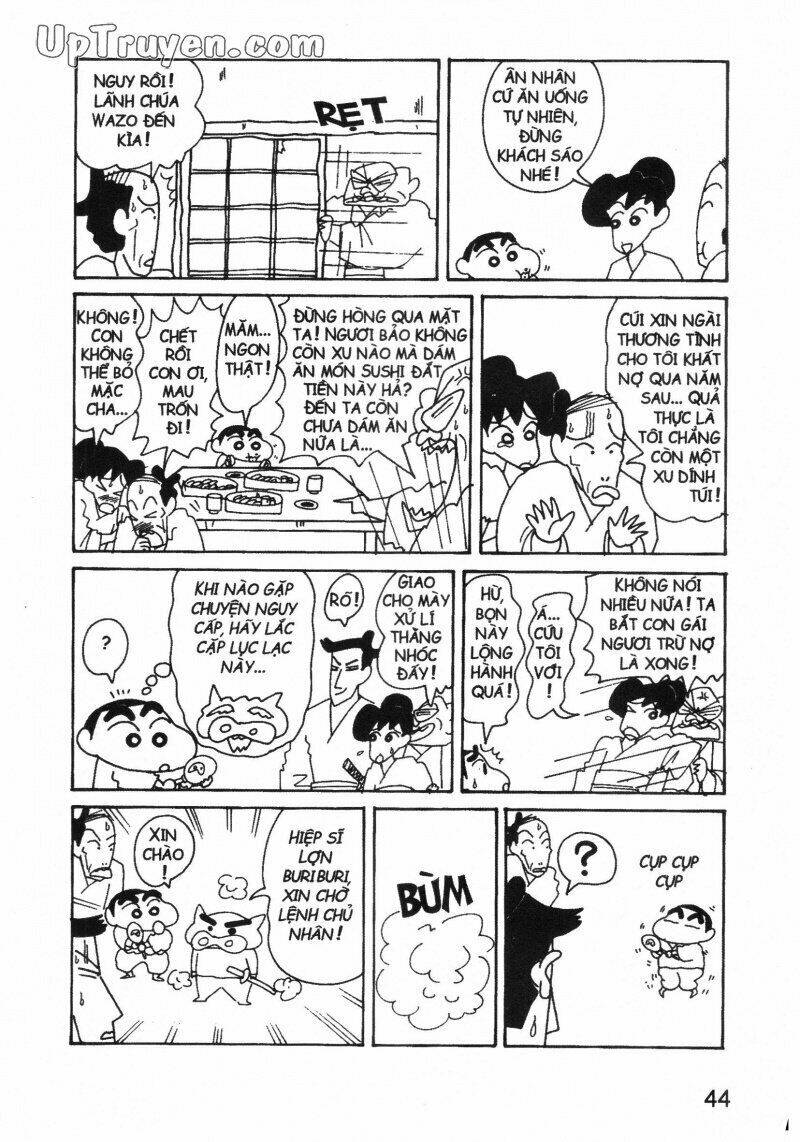 UpTruyen.com
ÂN NHÂN
CỨ ĂN UỐNG
TỰ NHIÊN,
ĐỪNG
KHÁCH SÁO
NHÉ!
RẸT
NGUY RỒI!
LÃNH CHÚA
WAZO ĐẾN
KÌA!
CÚI XIN NGÀI
THƯƠNG TÌNH
CHO TÔI KHẤT
NỢ QUA NĂM
SAU... QUẢ
THỰC LÀ
TÔI CHẲNG
CÒN MỘT
XU DÍNH
TÚI!
ĐỪNG HÒNG QUA MẶT
TA! NGƯƠI BẢO KHÔNG
CÒN XU NÀO MÀ DÁM
ĂN MÓN SUSHI ĐẮT
TIỀN NÀY HẢ?
ĐẾN TA CÒN
CHƯA DÁM ĂN
NỮA LÀ...
MĂM...
NGON
THẬT!
CHẾT
RỒI
CON ƠI,
MAU
TRỐN
ĐI!
KHÔNG!
CON
KHÔNG
THỂ BỎ
MẶC
CHA...
KHÔNG NÓI
NHIỀU NỮA! TA
BẮT CON GÁI
NGƯƠI TRỪ NỢ
LÀ XONG!
Á...
CỨU
TÔI
VỚI
!
HỪ,
BỌN
NÀY
LỘNG
HÀNH
QUÁ!
GIAO
CHO MÀY
XỬ LÍ
THẰNG
NHÓC
ĐẤY!
RÕ!
KHI NÀO GẶP
CHUYỆN NGUY
CẤP, HÃY LẮC
CẶP LỤC LẠC
NÀY...
?
CỤP CỤP
CỤP
?
BÙM
HIỆP SĨ
LỢN
BURIBURI,
XIN CHỜ
LỆNH CHỦ
NHÂN!
XIN
CHÀO!
44